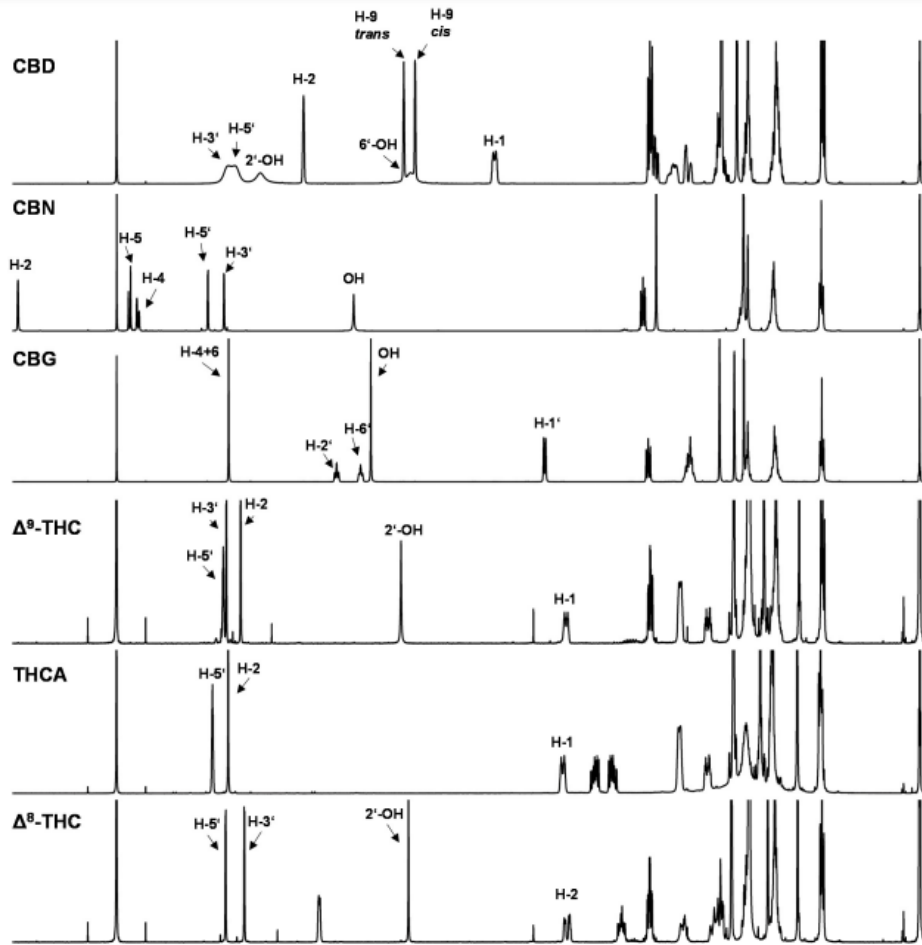 H-9
trans
H-9
cis
CBD
H-2
H-3'
H-5'
2'-OH
6'-OH
H-1
CBN
H-2
H-5
H-4
H-5'
H-3'
OH
CBG
H-4+6
OH
H-2'
H-6'
H-1'
Δ⁹-THC
H-3'
H-2
H-5'
2'-OH
H-1
THCA
H-5'
H-2
H-1
Δ⁸-THC
H-5'
H-3'
2'-OH
H-2